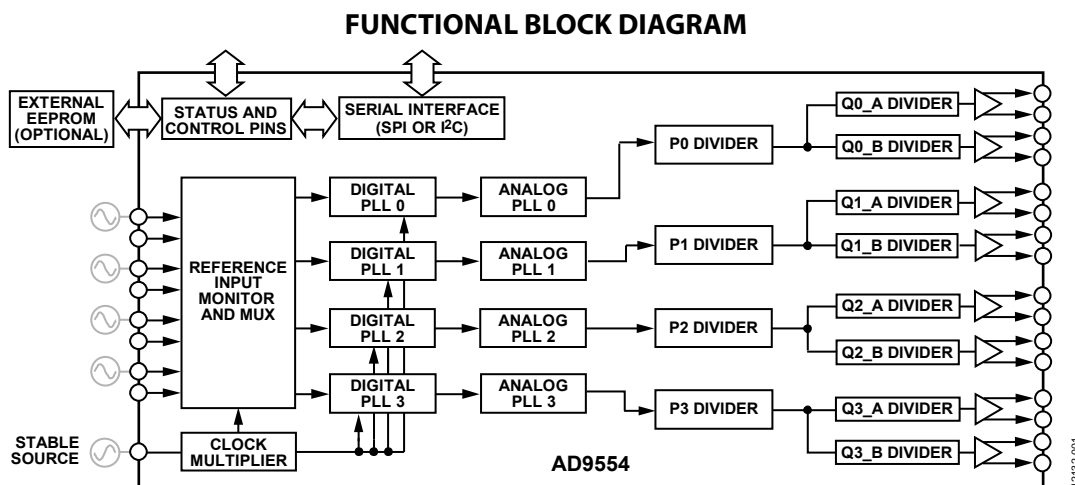 FUNCTIONAL BLOCK DIAGRAM
EXTERNAL
EEPROM
(OPTIONAL)
STATUS AND
CONTROL PINS
SERIAL INTERFACE
(SPI OR I²C)
Q0_A DIVIDER
P0 DIVIDER
Q0_B DIVIDER
DIGITAL
PLL 0
ANALOG
PLL 0
Q1_A DIVIDER
P1 DIVIDER
Q1_B DIVIDER
REFERENCE
INPUT
MONITOR
AND MUX
DIGITAL
PLL 1
ANALOG
PLL 1
DIGITAL
PLL 2
ANALOG
PLL 2
P2 DIVIDER
Q2_A DIVIDER
Q2_B DIVIDER
DIGITAL
PLL 3
ANALOG
PLL 3
P3 DIVIDER
Q3_A DIVIDER
Q3_B DIVIDER
STABLE
SOURCE
CLOCK
MULTIPLIER
AD9554
12132-001